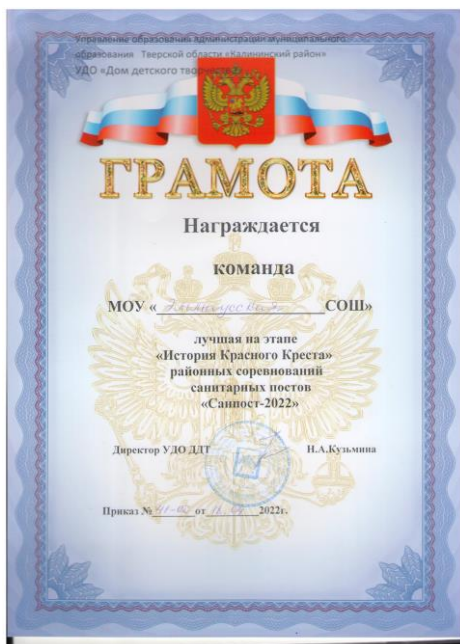 Управление образования администрации муниципального
образования Тверской области «Калининский район»
УДО «Дом детского творчества»
ГРАМОТА
Награждается
команда
МОУ « СОШ»
лучшая на этапе
«История Красного Креста»
районных соревнований
санитарных постов
«Санпост-2022»
Директор УДО ДДТ Н.А.Кузьмина
Приказ № от 2022г.